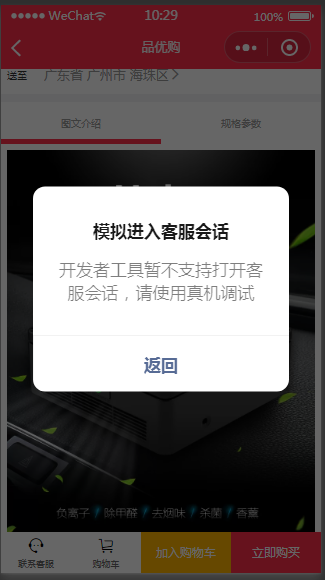 WeChat 10:29 100%
品优购
送至 广东省 广州市 海珠区
图文介绍 规格参数
模拟进入客服会话
开发者工具暂不支持打开客
服会话，请使用真机调试
返回
负离子 除甲醛 去烟味 杀菌 香薰
联系客服 购物车 加入购物车 立即购买